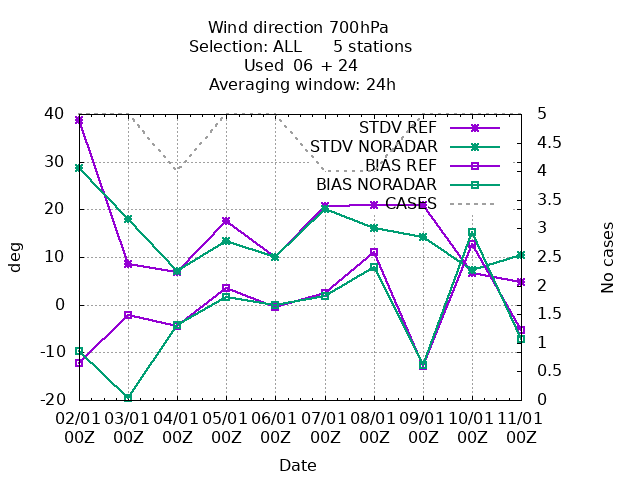 Wind direction 700hPa
Selection: ALL 5 stations
Used 06 + 24
Averaging window: 24h
STDV REF
STDV NORADAR
BIAS REF
BIAS NORADAR
CASES
40
30
20
10
0
-10
-20
deg
5
4.5
4
3.5
3
2.5
2
1.5
1
0.5
0
No cases
02/01 03/01 04/01 05/01 06/01 07/01 08/01 09/01 10/01 11/01
00Z 00Z 00Z 00Z 00Z 00Z 00Z 00Z 00Z 00Z
Date